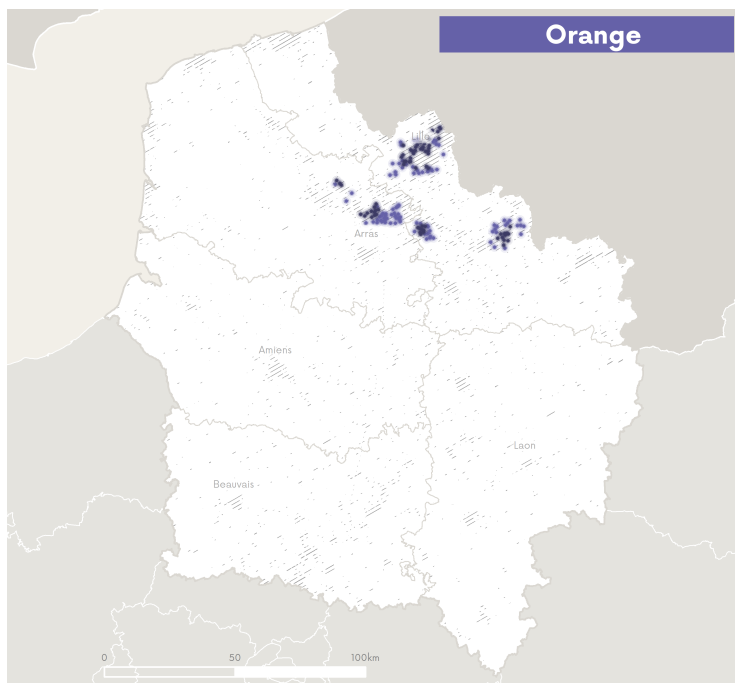 Orange
Lille
Arras
Amiens
Laon
Beauvais
0 50 100km